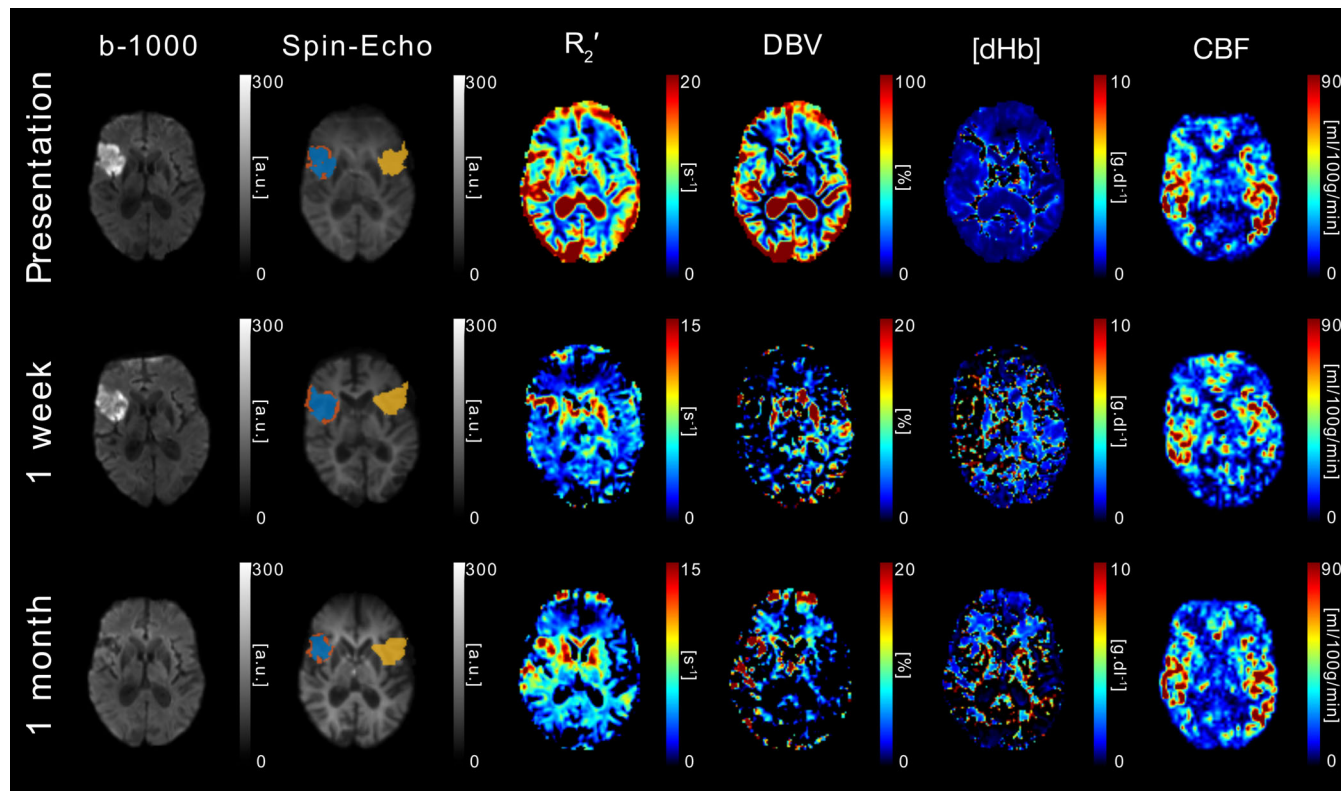 b-1000 Spin-Echo R₂′ DBV [dHb] CBF
Presentation
300 300 20 100 10 90
[a.u.] [a.u.] [s⁻¹] [%] [g.dl⁻¹] [ml/100g/min]
0 0 0 0 0 0
1 week
300 300 15 20 10 90
[a.u.] [a.u.] [s⁻¹] [%] [g.dl⁻¹] [ml/100g/min]
0 0 0 0 0 0
1 month
300 300 15 20 10 90
[a.u.] [a.u.] [s⁻¹] [%] [g.dl⁻¹] [ml/100g/min]
0 0 0 0 0 0